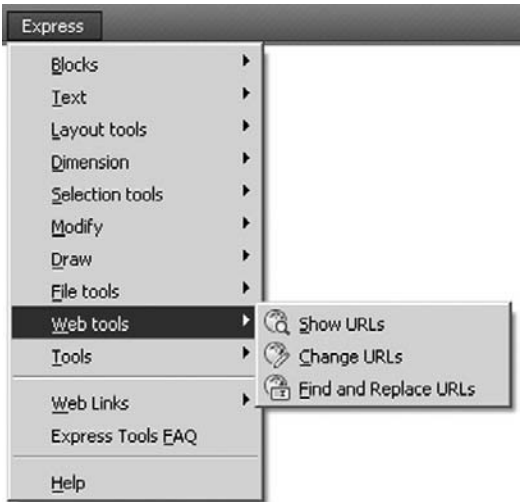 Express
Blocks
Text
Layout tools
Dimension
Selection tools
Modify
Draw
File tools
Web tools
Show URLs
Change URLs
Find and Replace URLs
Tools
Web Links
Express Tools FAQ
Help